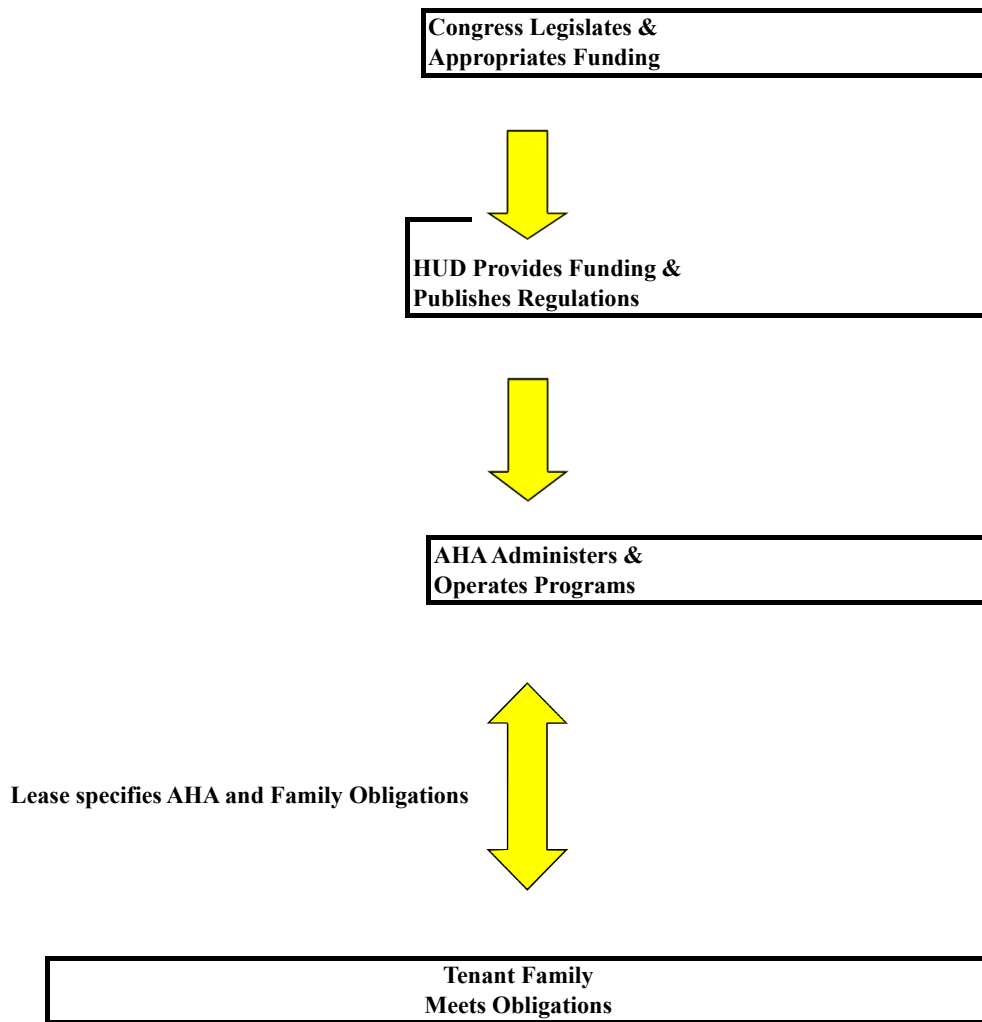 Congress Legislates &
Appropriates Funding
HUD Provides Funding &
Publishes Regulations
AHA Administers &
Operates Programs
Lease specifies AHA and Family Obligations
Tenant Family
Meets Obligations